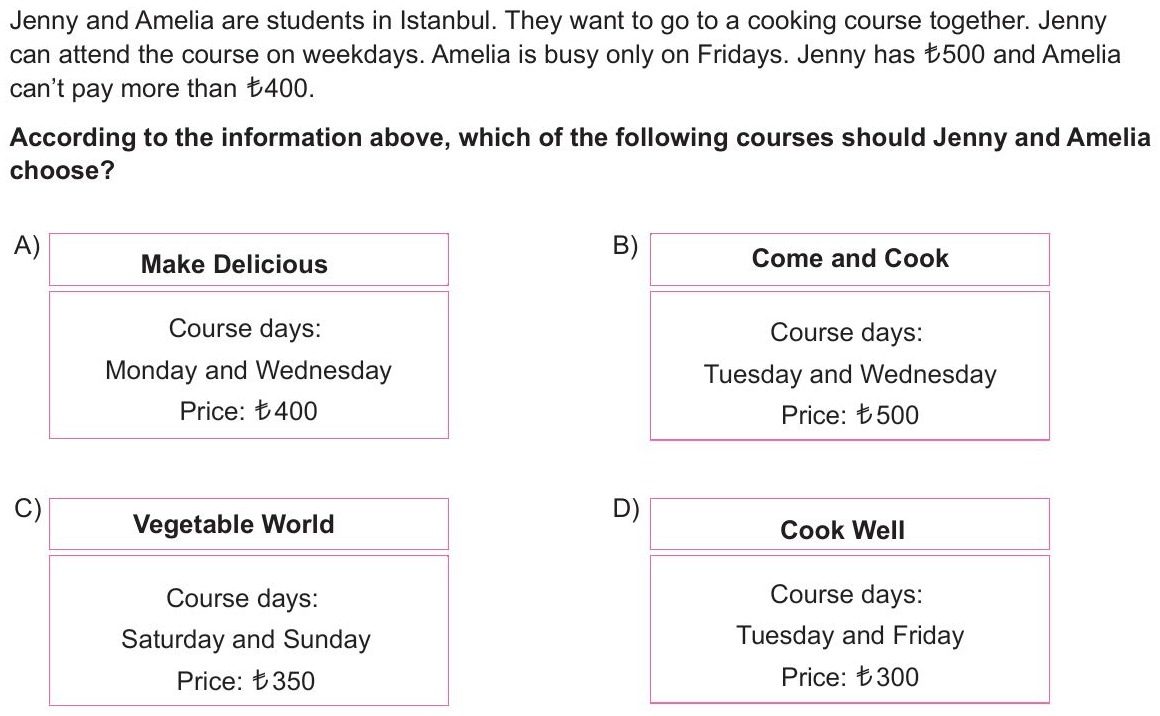 Jenny and Amelia are students in Istanbul. They want to go to a cooking course together. Jenny
can attend the course on weekdays. Amelia is busy only on Fridays. Jenny has ₺500 and Amelia
can’t pay more than ₺400.
According to the information above, which of the following courses should Jenny and Amelia
choose?
A)
Make Delicious
Course days:
Monday and Wednesday
Price: ₺400
B)
Come and Cook
Course days:
Tuesday and Wednesday
Price: ₺500
C)
Vegetable World
Course days:
Saturday and Sunday
Price: ₺350
D)
Cook Well
Course days:
Tuesday and Friday
Price: ₺300